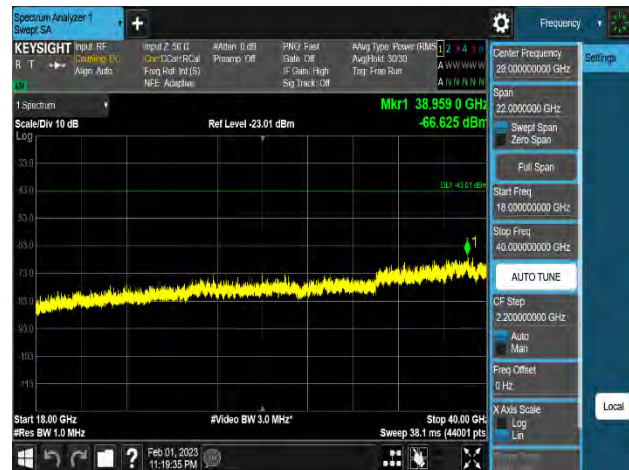 Spectrum Analyzer 1
Swept SA
Frequency
KEYSIGHT
R T
Input: RF
Coupling: DC
Align: Auto
Input Z: 50 Ω
Corr CCorr RCal
Freq Ref: Int (S)
NFE: Adaptive
#Atten: 0 dB
Preamp: Off
PNO: Fast
Gate: Off
IF Gain: High
Sig Track: Off
#Avg Type: Power (RMS
Avg|Hold: 30/30
Trig: Free Run
1 2 3 4 5 6
A W W W W W
A N N N N N
1 Spectrum
Scale/Div 10 dB
Ref Level -23.01 dBm
Mkr1 38.959 0 GHz
-66.625 dBm
Log
-33.0
-43.0
DL1 -43.01 dBm
-53.0
-63.0
1
-73.0
-83.0
-93.0
-103
-113
Start 18.00 GHz
#Res BW 1.0 MHz
#Video BW 3.0 MHz*
Stop 40.00 GHz
Sweep 38.1 ms (44001 pts
Center Frequency
29.000000000 GHz
Settings
Span
22.0000000 GHz
Swept Span
Zero Span
Full Span
Start Freq
18.000000000 GHz
Stop Freq
40.000000000 GHz
AUTO TUNE
CF Step
2.200000000 GHz
Auto
Man
Freq Offset
0 Hz
X Axis Scale
Log
Lin
Local
Feb 01, 2023
11:19:35 PM